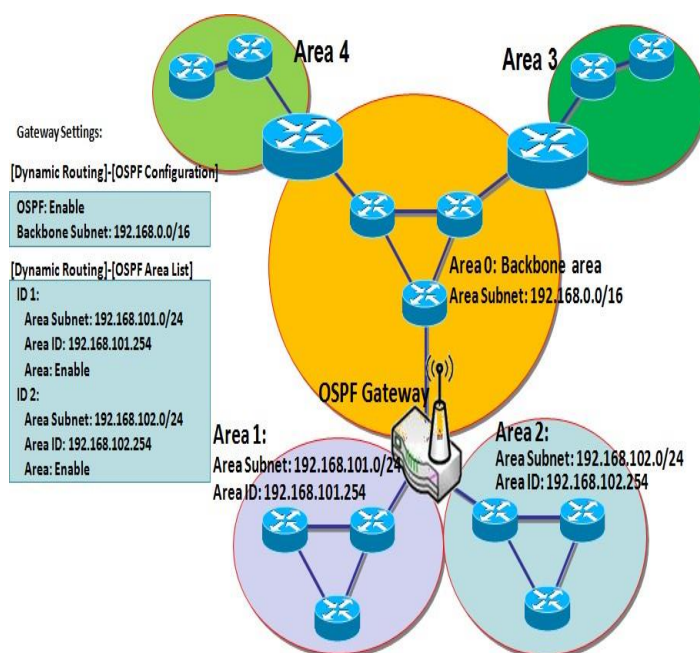 Area 4
Area 3
Gateway Settings:
[Dynamic Routing]-[OSPF Configuration]
OSPF: Enable
Backbone Subnet: 192.168.0.0/16
[Dynamic Routing]-[OSPF Area List]
ID 1:
Area Subnet: 192.168.101.0/24
Area ID: 192.168.101.254
Area: Enable
ID 2:
Area Subnet: 192.168.102.0/24
Area ID: 192.168.102.254
Area: Enable
Area 0: Backbone area
Area Subnet: 192.168.0.0/16
OSPF Gateway
Area 1:
Area Subnet: 192.168.101.0/24
Area ID: 192.168.101.254
Area 2:
Area Subnet: 192.168.102.0/24
Area ID: 192.168.102.254